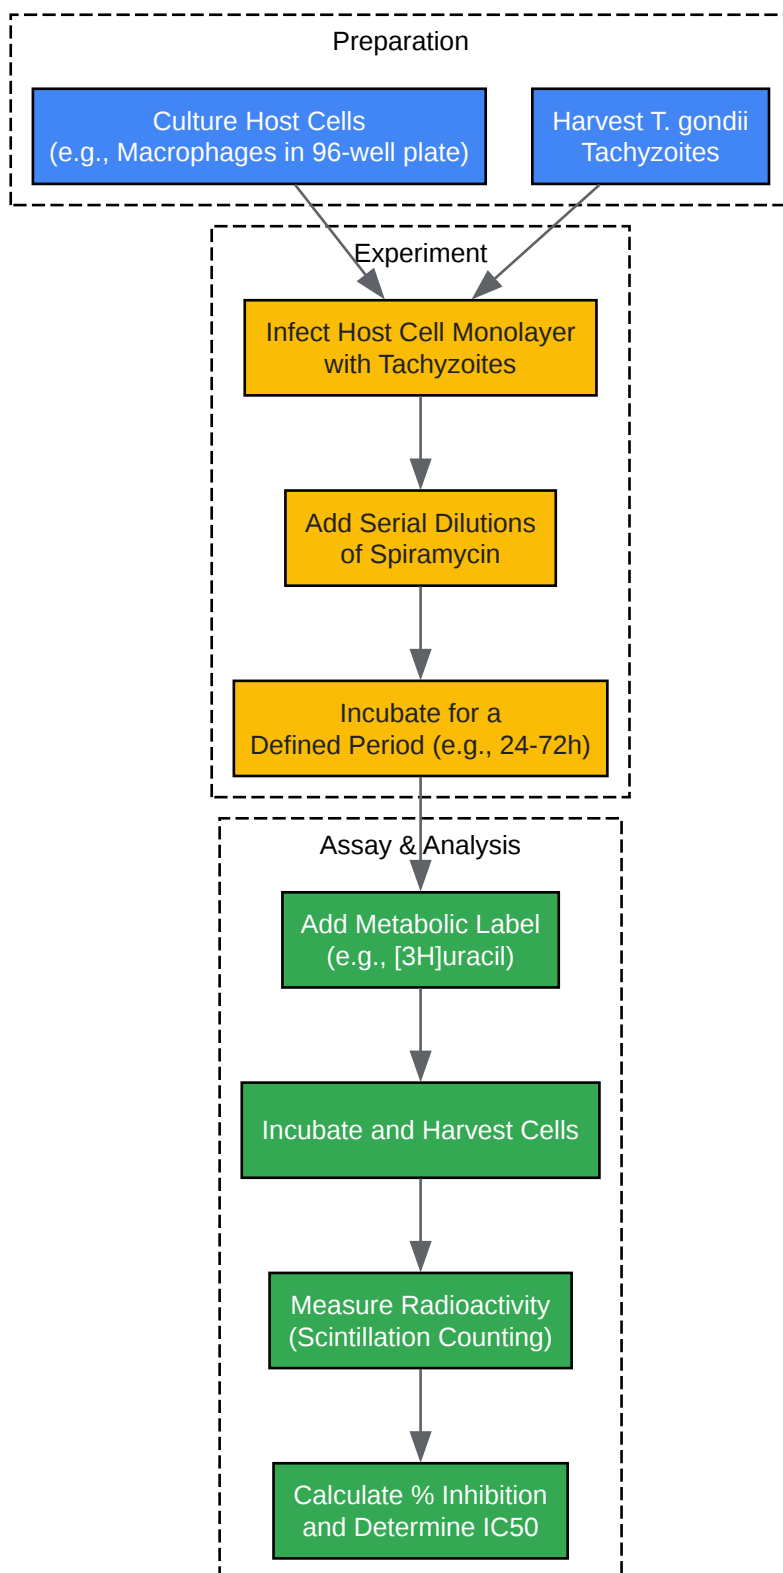 Preparation
Culture Host Cells
(e.g., Macrophages in 96-well plate)
Harvest T. gondii
Tachyzoites
Experiment
Infect Host Cell Monolayer
with Tachyzoites
Add Serial Dilutions
of Spiramycin
Incubate for a
Defined Period (e.g., 24-72h)
Assay & Analysis
Add Metabolic Label
(e.g., [3H]uracil)
Incubate and Harvest Cells
Measure Radioactivity
(Scintillation Counting)
Calculate % Inhibition
and Determine IC50